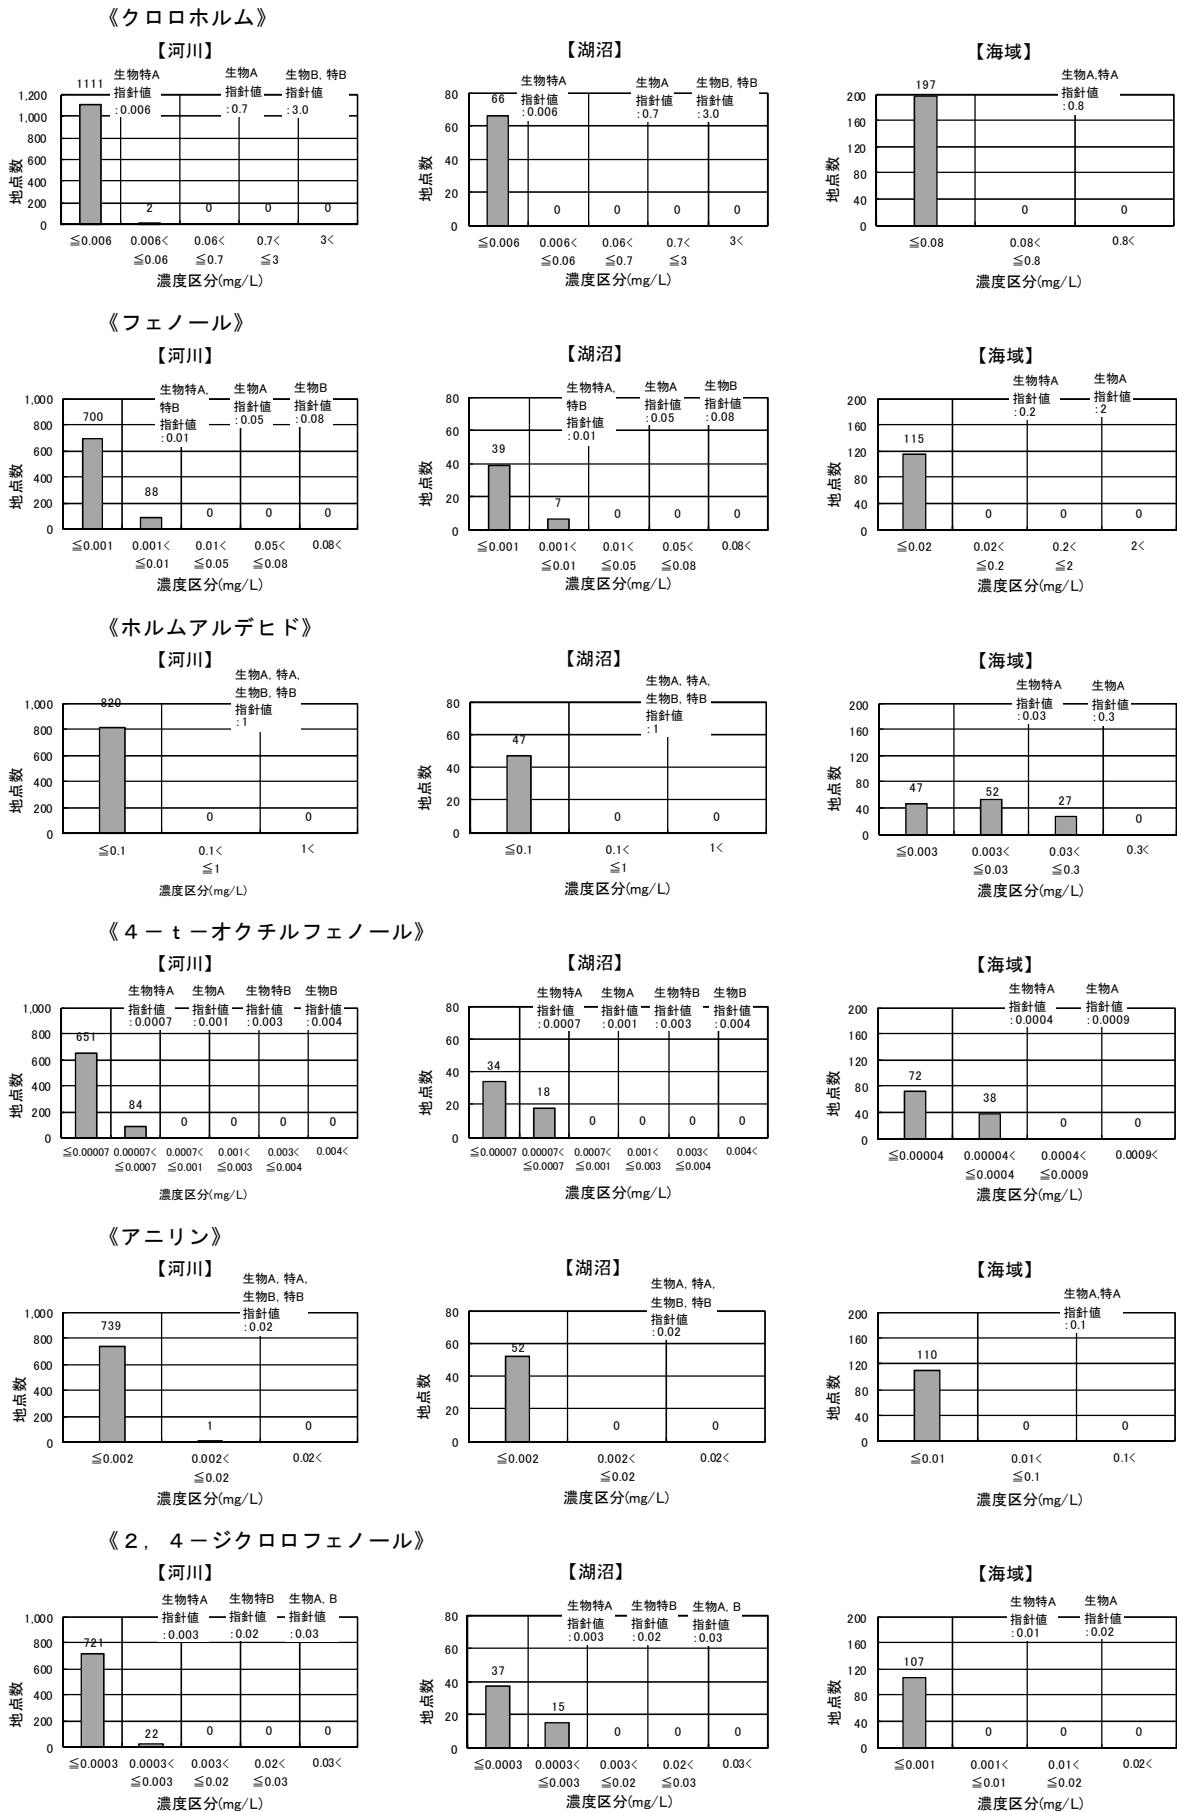 《クロロホルム》
【河川】
生物特A
指針値
:0.006
生物A
指針値
:0.7
生物B, 特B
指針値
:3.0
1111
1,200
1,000
800
600
400
200
0
地点数
2
0
0
0
≦0.006
0.006<
≦0.06
0.06<
≦0.7
0.7<
≦3
3<
濃度区分(mg/L)
【湖沼】
生物特A
指針値
:0.006
生物A
指針値
:0.7
生物B, 特B
指針値
:3.0
66
80
60
40
20
0
地点数
0
0
0
0
≦0.006
0.006<
≦0.06
0.06<
≦0.7
0.7<
≦3
3<
濃度区分(mg/L)
【海域】
生物A,特A
指針値
:0.8
197
200
160
120
80
40
0
地点数
0
0
≦0.08
0.08<
≦0.8
0.8<
濃度区分(mg/L)
《フェノール》
【河川】
生物特A,
特B
指針値
:0.01
生物A
指針値
:0.05
生物B
指針値
:0.08
1,000
800
600
400
200
0
地点数
700
88
0
0
0
≦0.001
0.001<
≦0.01
0.01<
≦0.05
0.05<
≦0.08
0.08<
濃度区分(mg/L)
【湖沼】
生物特A,
特B
指針値
:0.01
生物A
指針値
:0.05
生物B
指針値
:0.08
80
60
40
20
0
地点数
39
7
0
0
0
≦0.001
0.001<
≦0.01
0.01<
≦0.05
0.05<
≦0.08
0.08<
濃度区分(mg/L)
【海域】
生物特A
指針値
:0.2
生物A
指針値
:2
200
160
120
80
40
0
地点数
115
0
0
0
≦0.02
0.02<
≦0.2
0.2<
≦2
2<
濃度区分(mg/L)
《ホルムアルデヒド》
【河川】
生物A, 特A,
生物B, 特B
指針値
:1
1,000
800
600
400
200
0
地点数
820
0
0
≦0.1
0.1<
≦1
1<
濃度区分(mg/L)
【湖沼】
生物A, 特A,
生物B, 特B
指針値
:1
80
60
40
20
0
地点数
47
0
0
≦0.1
0.1<
≦1
1<
濃度区分(mg/L)
【海域】
生物特A
指針値
:0.03
生物A
指針値
:0.3
200
160
120
80
40
0
地点数
47
52
27
0
≦0.003
0.003<
≦0.03
0.03<
≦0.3
0.3<
濃度区分(mg/L)
《４－ｔ－オクチルフェノール》
【河川】
生物特A
指針値
:0.0007
生物A
指針値
:0.001
生物特B
指針値
:0.003
生物B
指針値
:0.004
1,000
800
600
400
200
0
地点数
651
84
0
0
0
0
≦0.00007
0.00007<
≦0.0007
0.0007<
≦0.001
0.001<
≦0.003
0.003<
≦0.004
0.004<
濃度区分(mg/L)
【湖沼】
生物特A
指針値
:0.0007
生物A
指針値
:0.001
生物特B
指針値
:0.003
生物B
指針値
:0.004
80
60
40
20
0
地点数
34
18
0
0
0
0
≦0.00007
0.00007<
≦0.0007
0.0007<
≦0.001
0.001<
≦0.003
0.003<
≦0.004
0.004<
濃度区分(mg/L)
【海域】
生物特A
指針値
:0.0004
生物A
指針値
:0.0009
200
160
120
80
40
0
地点数
72
38
0
0
≦0.00004
0.00004<
≦0.0004
0.0004<
≦0.0009
0.0009<
濃度区分(mg/L)
《アニリン》
【河川】
生物A, 特A,
生物B, 特B
指針値
:0.02
1,000
800
600
400
200
0
地点数
739
1
0
≦0.002
0.002<
≦0.02
0.02<
濃度区分(mg/L)
【湖沼】
生物A, 特A,
生物B, 特B
指針値
:0.02
80
60
40
20
0
地点数
52
0
0
≦0.002
0.002<
≦0.02
0.02<
濃度区分(mg/L)
【海域】
生物A,特A
指針値
:0.1
200
160
120
80
40
0
地点数
110
0
0
≦0.01
0.01<
≦0.1
0.1<
濃度区分(mg/L)
《２，４－ジクロロフェノール》
【河川】
生物特A
指針値
:0.003
生物特B
指針値
:0.02
生物A, B
指針値
:0.03
1,000
800
600
400
200
0
地点数
721
22
0
0
0
≦0.0003
0.0003<
≦0.003
0.003<
≦0.02
0.02<
≦0.03
0.03<
濃度区分(mg/L)
【湖沼】
生物特A
指針値
:0.003
生物特B
指針値
:0.02
生物A, B
指針値
:0.03
80
60
40
20
0
地点数
37
15
0
0
0
≦0.0003
0.0003<
≦0.003
0.003<
≦0.02
0.02<
≦0.03
0.03<
濃度区分(mg/L)
【海域】
生物特A
指針値
:0.01
生物A
指針値
:0.02
200
160
120
80
40
0
地点数
107
0
0
0
≦0.001
0.001<
≦0.01
0.01<
≦0.02
0.02<
濃度区分(mg/L)